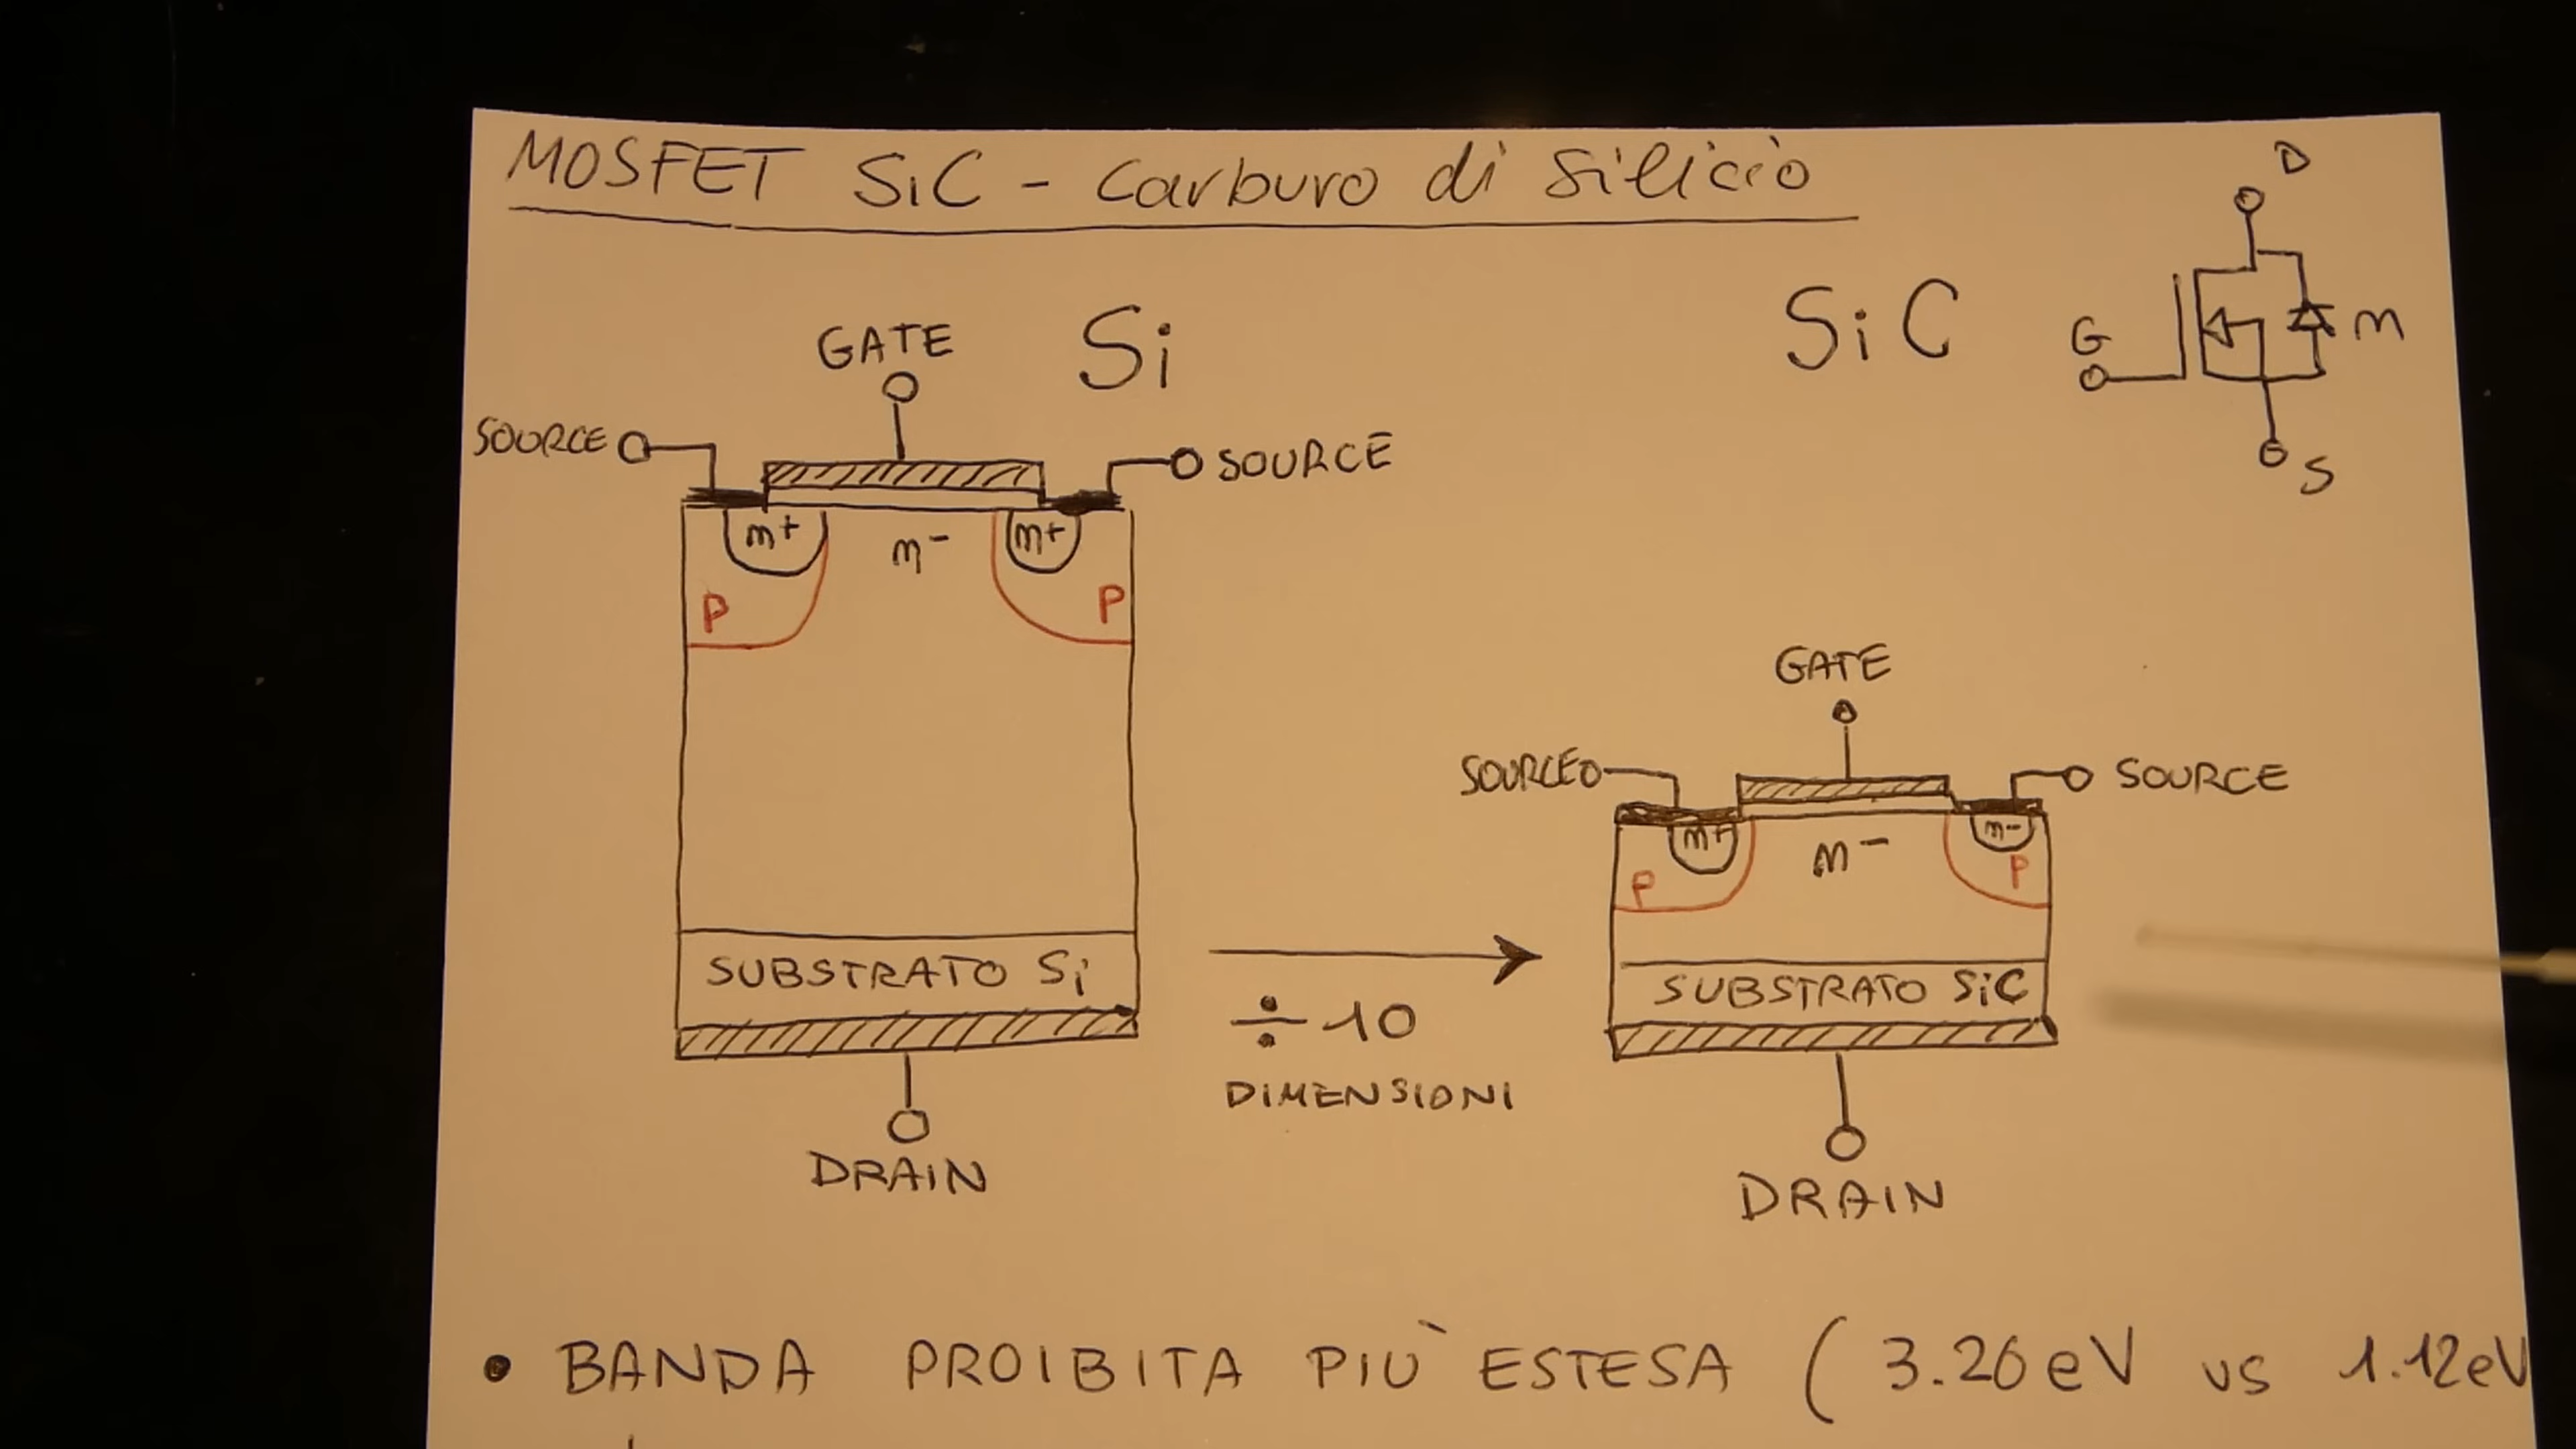 MOSFET SiC - Carburo di Silicio
D
G
m
S
Si
SiC
GATE
SOURCE
SOURCE
m+
m-
m+
P
P
SUBSTRATO Si
DRAIN
÷ 10
DIMENSIONI
GATE
SOURCE
SOURCE
m+
m-
m-
P
P
SUBSTRATO SiC
DRAIN
• BANDA PROIBITA PIÙ ESTESA ( 3.26eV vs 1.12eV